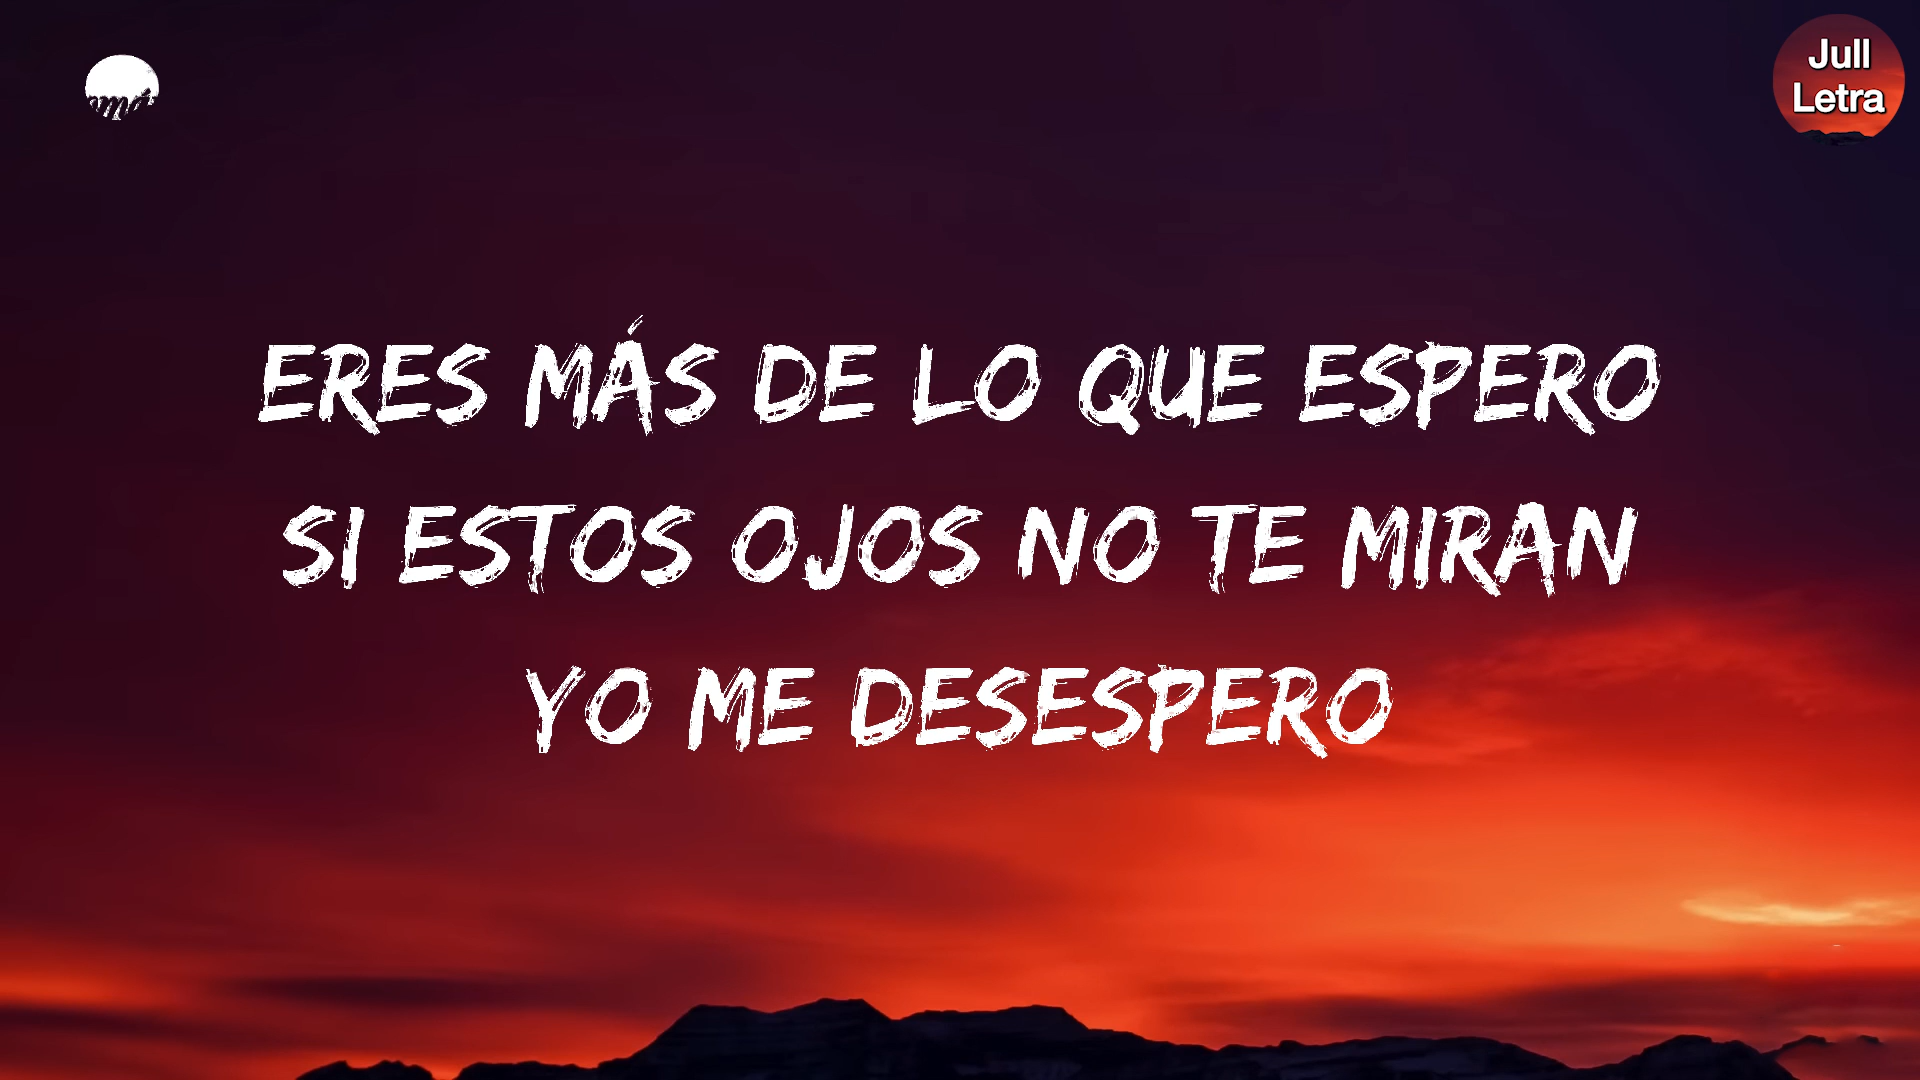 Jull
Letra
ERES MÁS DE LO QUE ESPERO
SI ESTOS OJOS NO TE MIRAN
YO ME DESESPERO